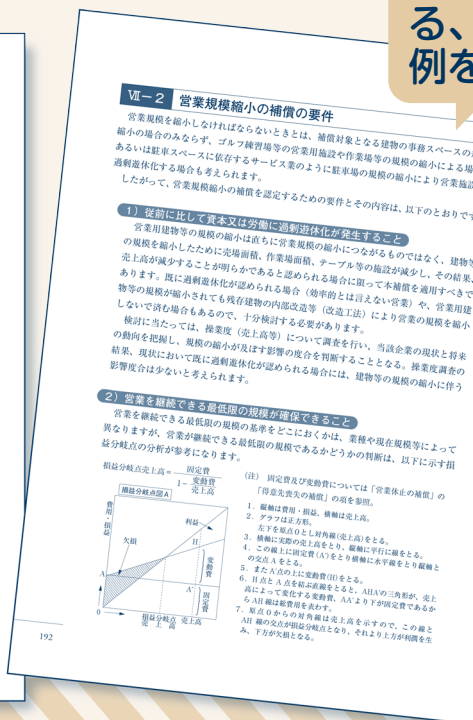 る、
例を
Ⅶ－2 営業規模縮小の補償の要件
営業規模を縮小しなければならないときとは、補償対象となる建物の事務スペースの
縮小の場合のみならず、ゴルフ練習場等の営業用施設や作業場等の規模の縮小による場
あるいは駐車スペースに依存するサービス業のように駐車場の規模の縮小により営業施設
過剰遊休化する場合も考えられます。
したがって、営業規模縮小の補償を認定するための要件とその内容は、以下のとおりです
1）従前に比して資本又は労働に過剰遊休化が発生すること
営業用建物等の規模の縮小は直ちに営業規模の縮小につながるものではなく、建物等
の規模を縮小したために売場面積、作業場面積、テーブル等の施設が減少し、その結果、
売上高が減少することが明らかであると認められる場合に限って本補償を適用すべきで
あります。既に過剰遊休化が認められる場合（効率的とは言えない営業）や、営業用建
物等の規模が縮小されても残存建物の内部改造等（改造工法）により営業の規模を縮小
しないで済む場合もあるので、十分検討する必要があります。
検討に当たっては、操業度（売上高等）について調査を行い、当該企業の現状と将来
の動向を把握し、規模の縮小が及ぼす影響の度合を判断することとなる。操業度調査の
結果、現状において既に過剰遊休化が認められる場合には、建物等の規模の縮小に伴う
影響度合は少ないと考えられます。
2）営業を継続できる最低限の規模が確保できること
営業を継続できる最低限の規模の基準をどこにおくかは、業種や現在規模等によって
異なりますが、営業が継続できる最低限の規模であるかどうかの判断は、以下に示す損
益分岐点の分析が参考になります。
損益分岐点売上高＝
固定費
1－ 変動費
売上高
（注） 固定費及び変動費については「営業休止の補償」の
「得意先喪失の補償」の項を参照。
損益分岐点図A
費用・損益
利益
H
欠損
変動費
A
A'
固定費
0
損益分岐点 売上高
売上高
1．縦軸は費用・損益、横軸は売上高。
2．グラフは正方形。
左下を原点Oとし対角線(売上高)をとる。
3．横軸に実際の売上高をとり、縦軸に平行に線をとる。
4．この線上に固定費(A')をとり横軸に水平線をとり縦軸と
の交点 A をとる。
5．またA'点の上に変動費(H)をとる。
6．H点とA点を結ぶ直線をとると、AHA'の三角形が、売上
高によって変化する変動費、AA'より下が固定費であるか
らAH線は総費用を表わす。
7．原点 0 からの対角線は売上高を示すので、この線と
AH 線の交点が損益分岐点となり、それより上方が利潤を生
み、下方が欠損となる。
192